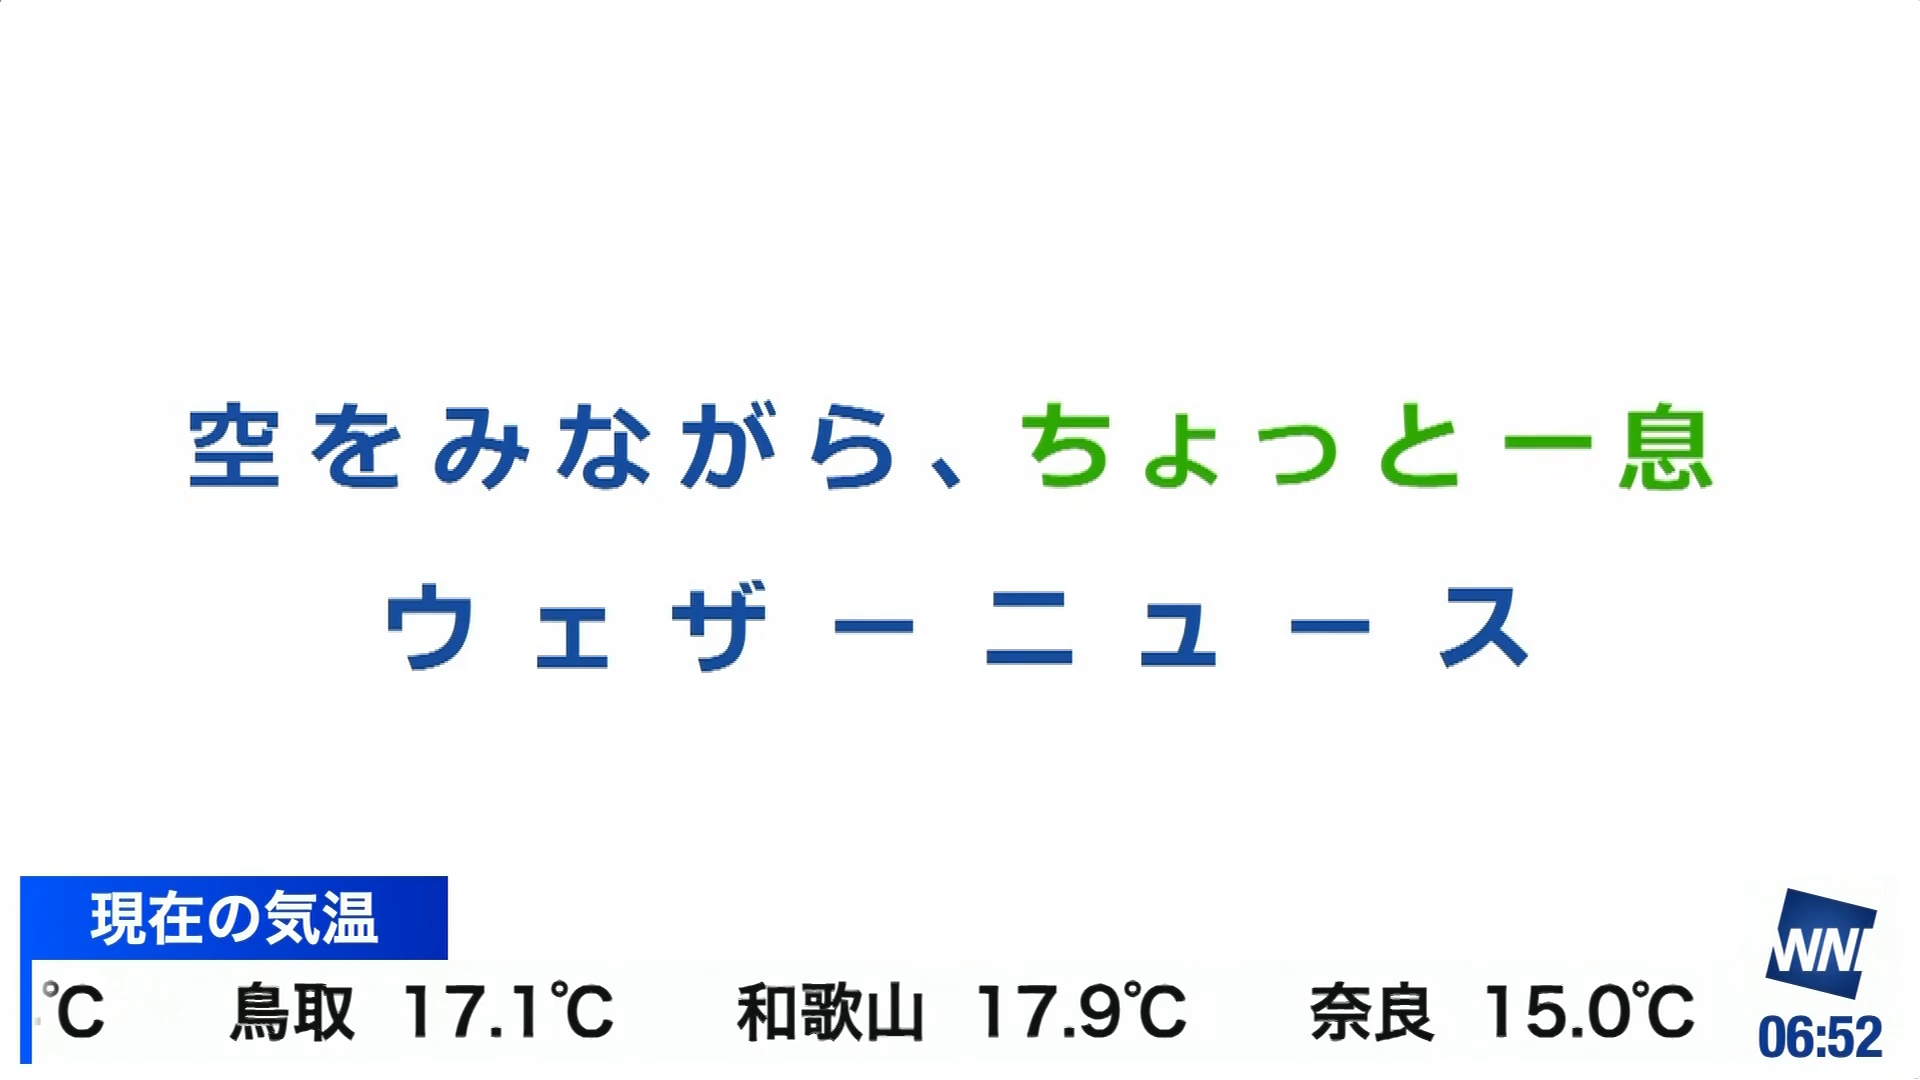 空をみながら、ちょっと一息
ウェザーニュース
現在の気温
℃ 鳥取 17.1℃ 和歌山 17.9℃ 奈良 15.0℃
WNI
06:52